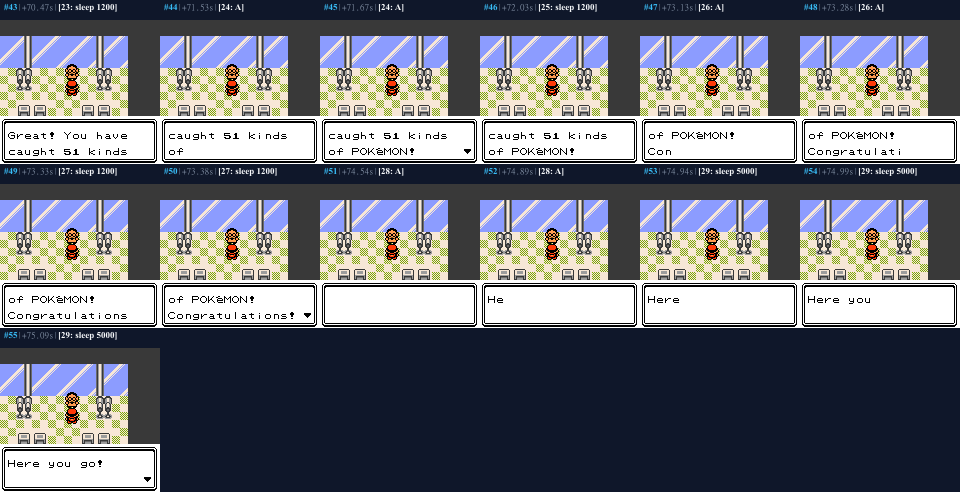 #43|+70.47s| [23: sleep 1200]
Great! You have
caught 51 kinds
#44|+71.53s| [24: A]
caught 51 kinds
of
#45|+71.67s| [24: A]
caught 51 kinds
of POKéMON!
#46|+72.03s| [25: sleep 1200]
caught 51 kinds
of POKéMON!
#47|+73.13s| [26: A]
of POKéMON!
Con
#48|+73.28s| [26: A]
of POKéMON!
Congratulati
#49|+73.33s| [27: sleep 1200]
of POKéMON!
Congratulations
#50|+73.38s| [27: sleep 1200]
of POKéMON!
Congratulations!
#51|+74.54s| [28: A]
#52|+74.89s| [28: A]
He
#53|+74.94s| [29: sleep 5000]
Here
#54|+74.99s| [29: sleep 5000]
Here you
#55|+75.09s| [29: sleep 5000]
Here you go!